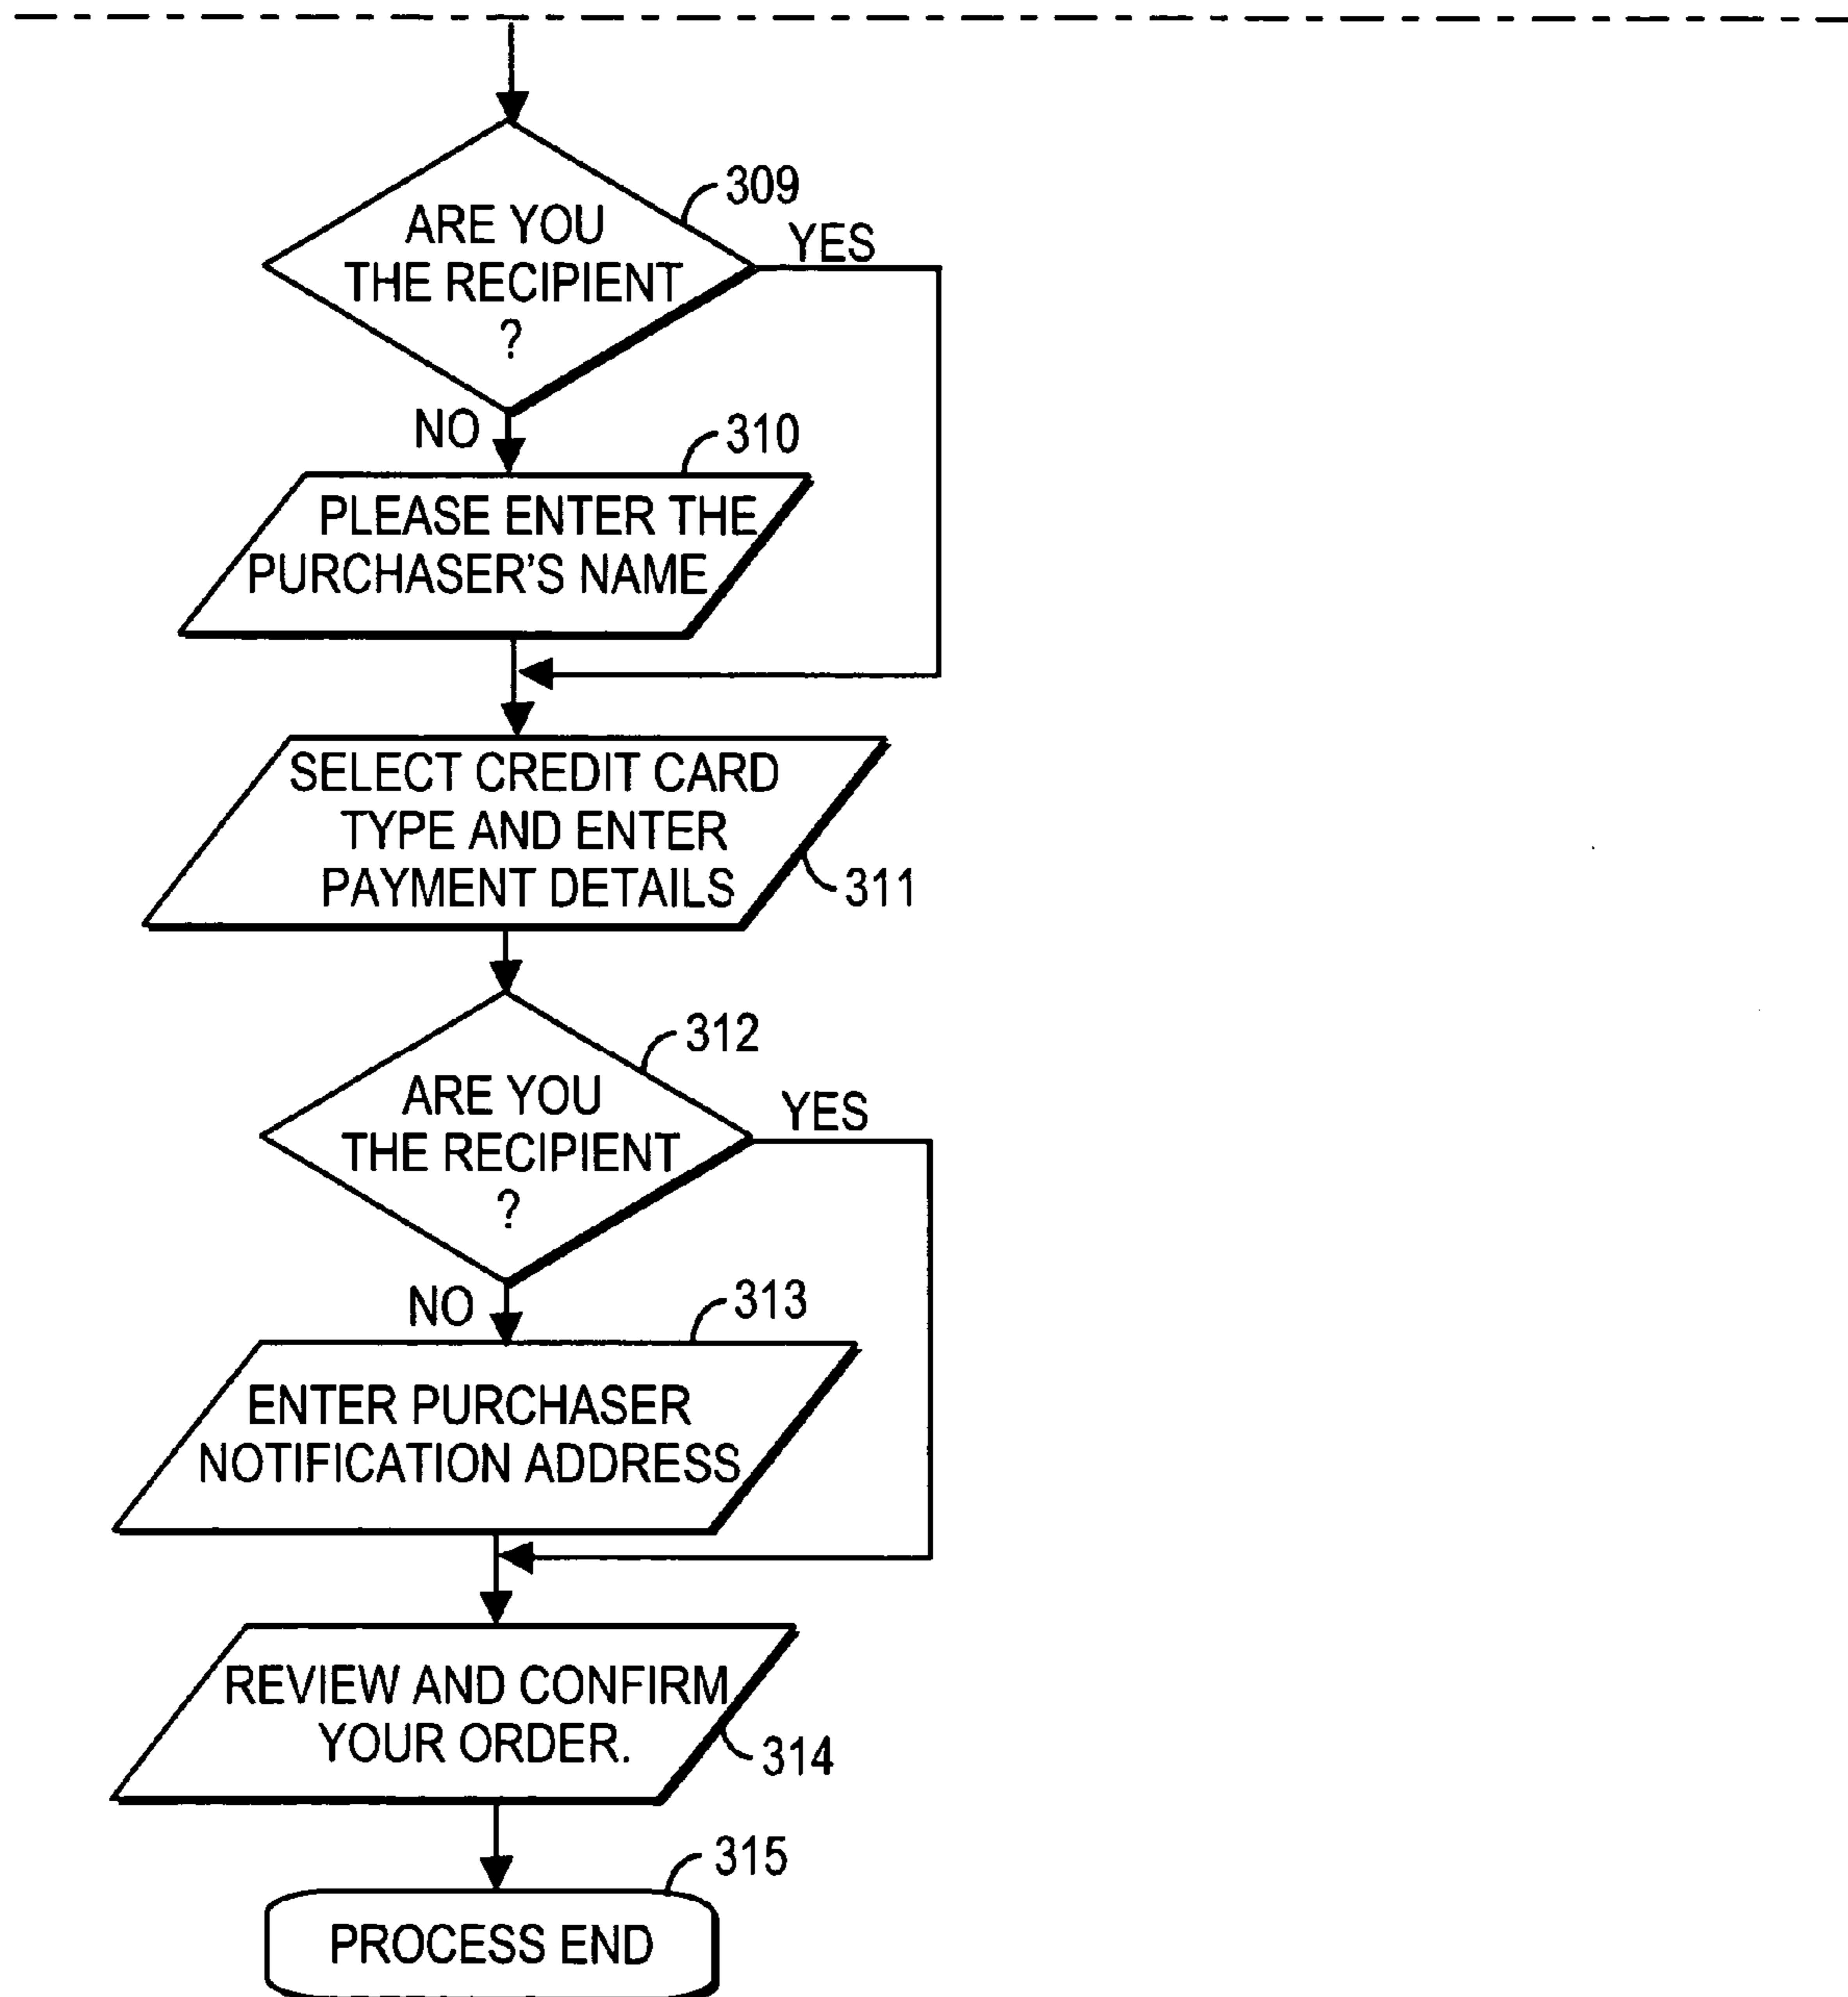 309
YES
ARE YOU
THE RECIPIENT
?
NO
310
PLEASE ENTER THE
PURCHASER'S NAME
SELECT CREDIT CARD
TYPE AND ENTER
PAYMENT DETAILS
311
312
YES
ARE YOU
THE RECIPIENT
?
NO
313
ENTER PURCHASER
NOTIFICATION ADDRESS
REVIEW AND CONFIRM
YOUR ORDER.
314
315
PROCESS END